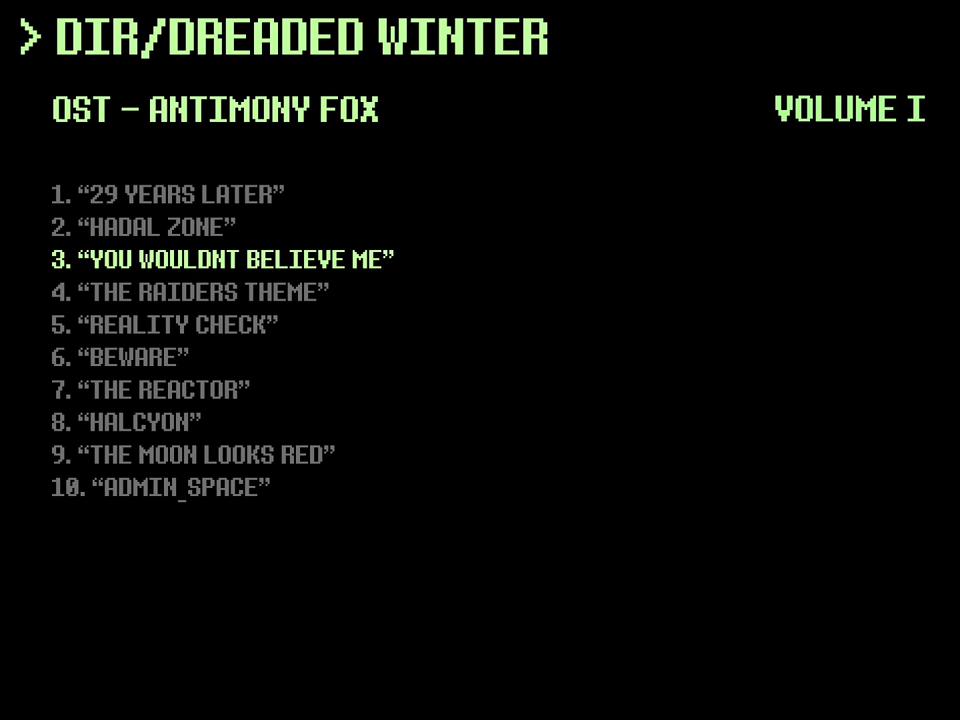 > DIR/DREADED WINTER
OST – ANTIMONY FOX
VOLUME I
1. “29 YEARS LATER”
2. “HADAL ZONE”
3. “YOU WOULDNT BELIEVE ME”
4. “THE RAIDERS THEME”
5. “REALITY CHECK”
6. “BEWARE”
7. “THE REACTOR”
8. “HALCYON”
9. “THE MOON LOOKS RED”
10. “ADMIN_SPACE”